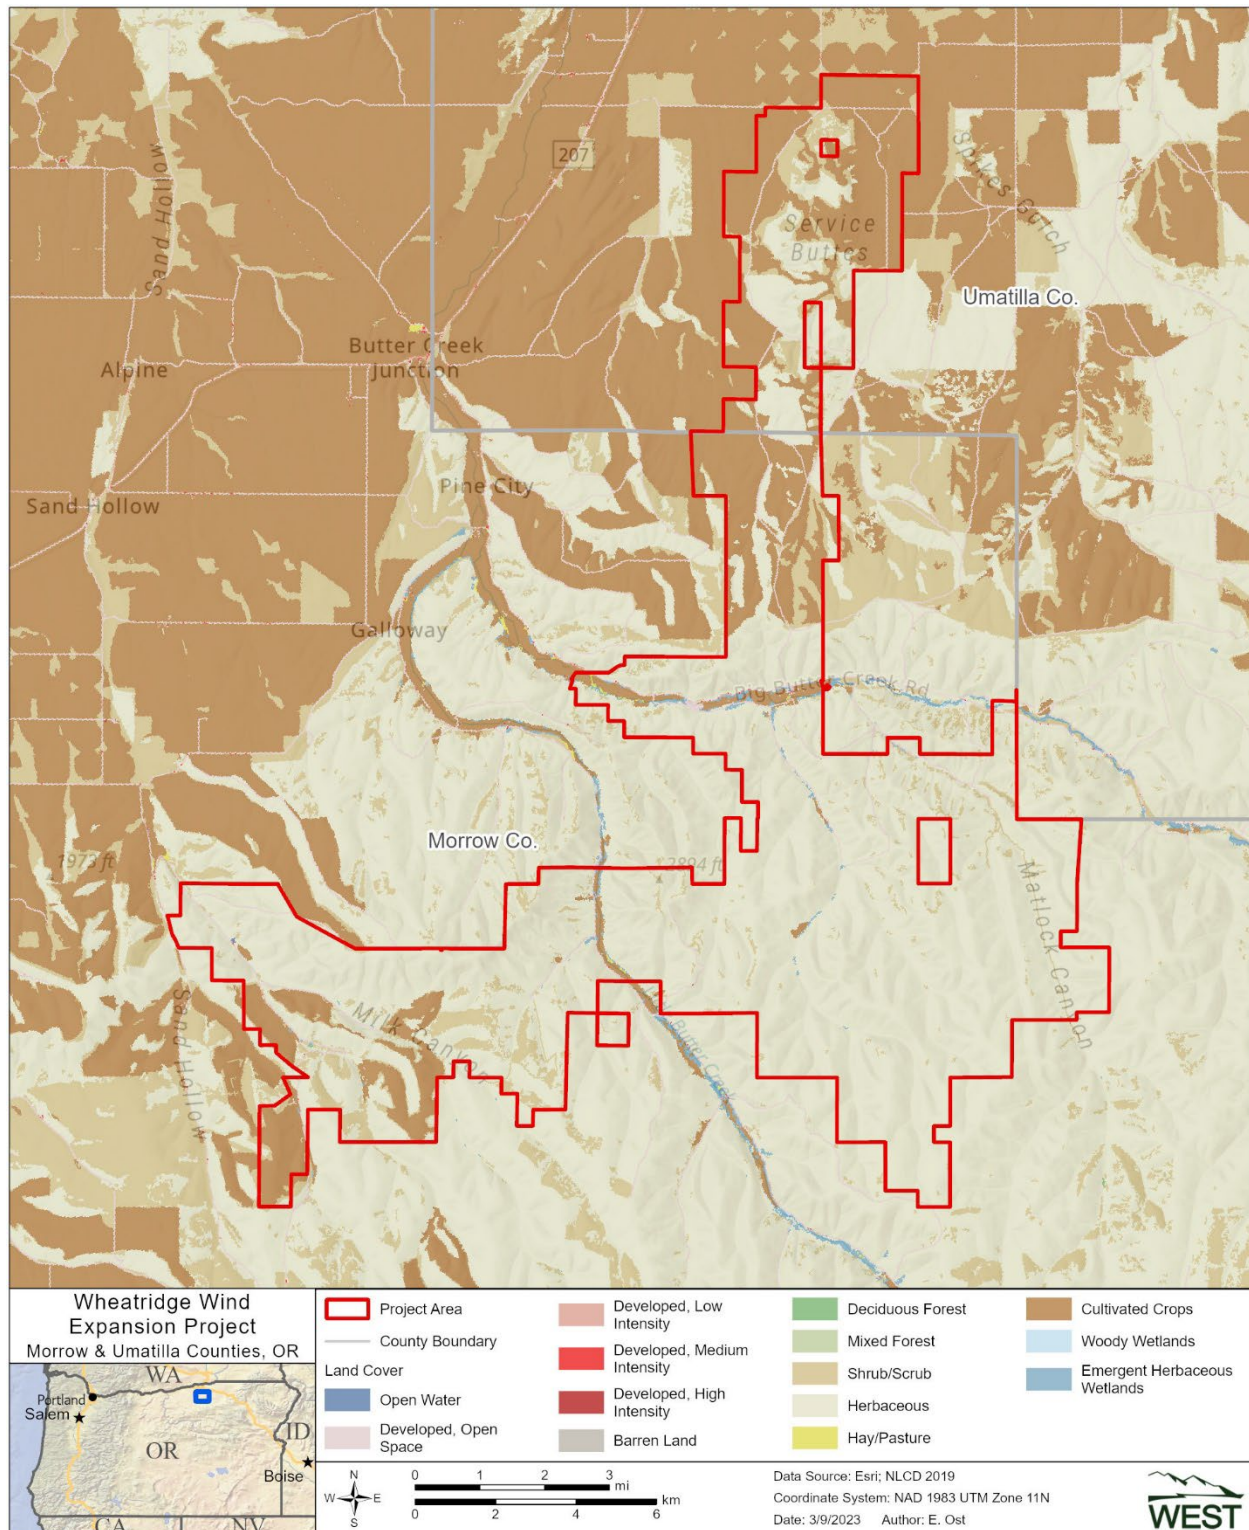 207
Sand Hollow
Spikes Gulch
Service
Buttes
Umatilla Co.
Butter Creek
Junction
Alpine
Pine City
Sand Hollow
Galloway
Big Butter Creek Rd
Morrow Co.
1973 ft
2894 ft
Matlock Canyon
Milk Canyon
Sand Hollow
Butter Creek
Wheatridge Wind
Expansion Project
Morrow & Umatilla Counties, OR
WA
Portland
Salem
OR
ID
Boise
CA
NV
Project Area
County Boundary
Land Cover
Open Water
Developed, Open
Space
Developed, Low
Intensity
Developed, Medium
Intensity
Developed, High
Intensity
Barren Land
Deciduous Forest
Mixed Forest
Shrub/Scrub
Herbaceous
Hay/Pasture
Cultivated Crops
Woody Wetlands
Emergent Herbaceous
Wetlands
N
W E
S
0 1 2 3
mi
km
0 2 4 6
Data Source: Esri; NLCD 2019
Coordinate System: NAD 1983 UTM Zone 11N
Date: 3/9/2023 Author: E. Ost
WEST